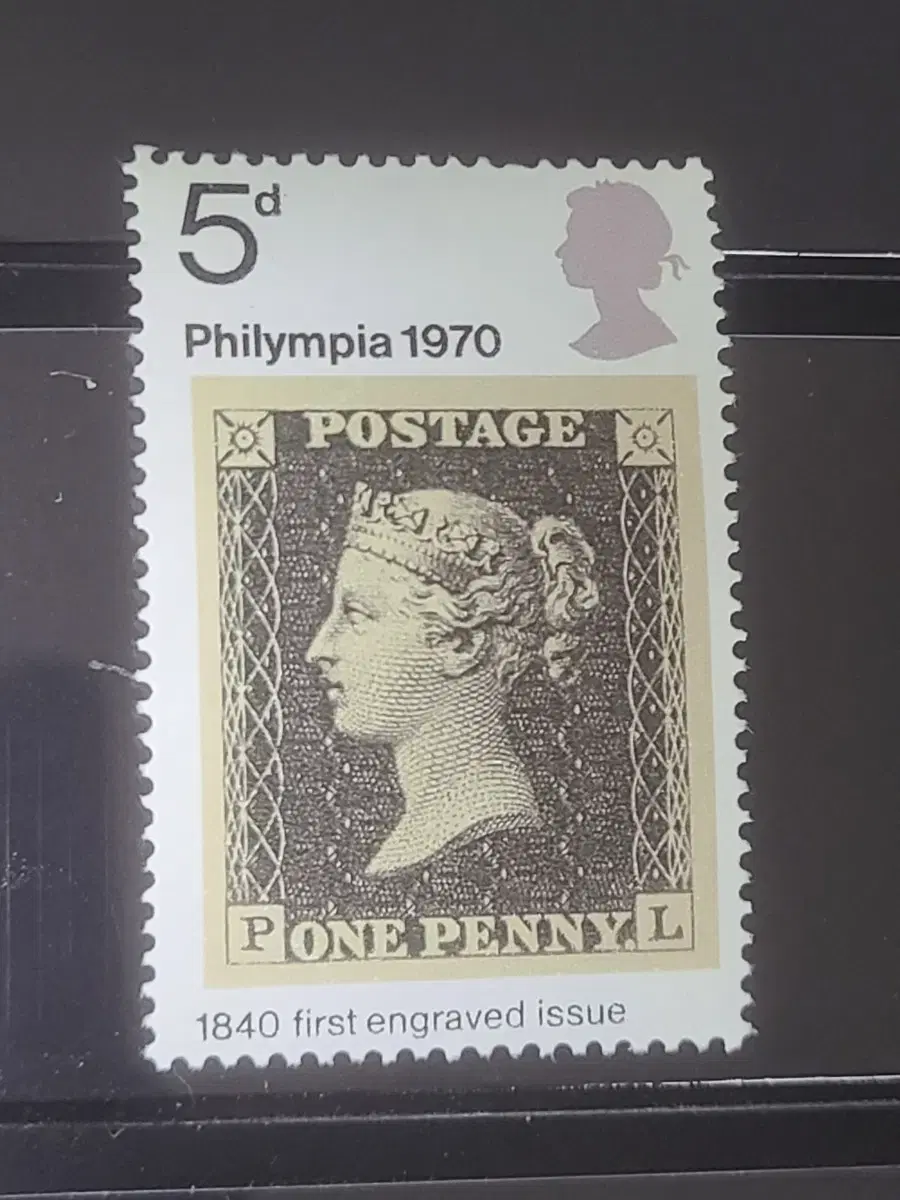 5d
Philympia 1970
POSTAGE
P ONE PENNY. L
1840 first engraved issue